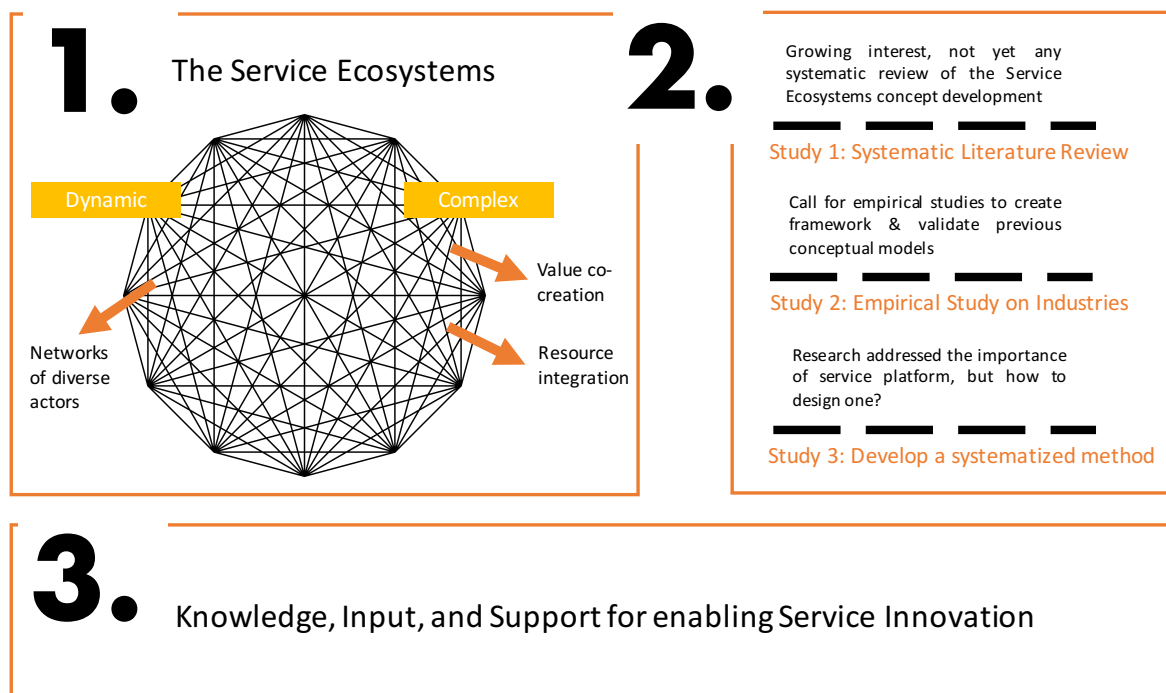 1.
The Service Ecosystems
Dynamic
Complex
Value co-
creation
Networks
of diverse
actors
Resource
integration
2.
Growing interest, not yet any
systematic review of the Service
Ecosystems concept development
Study 1: Systematic Literature Review
Call for empirical studies to create
framework & validate previous
conceptual models
Study 2: Empirical Study on Industries
Research addressed the importance
of service platform, but how to
design one?
Study 3: Develop a systematized method
3.
Knowledge, Input, and Support for enabling Service Innovation